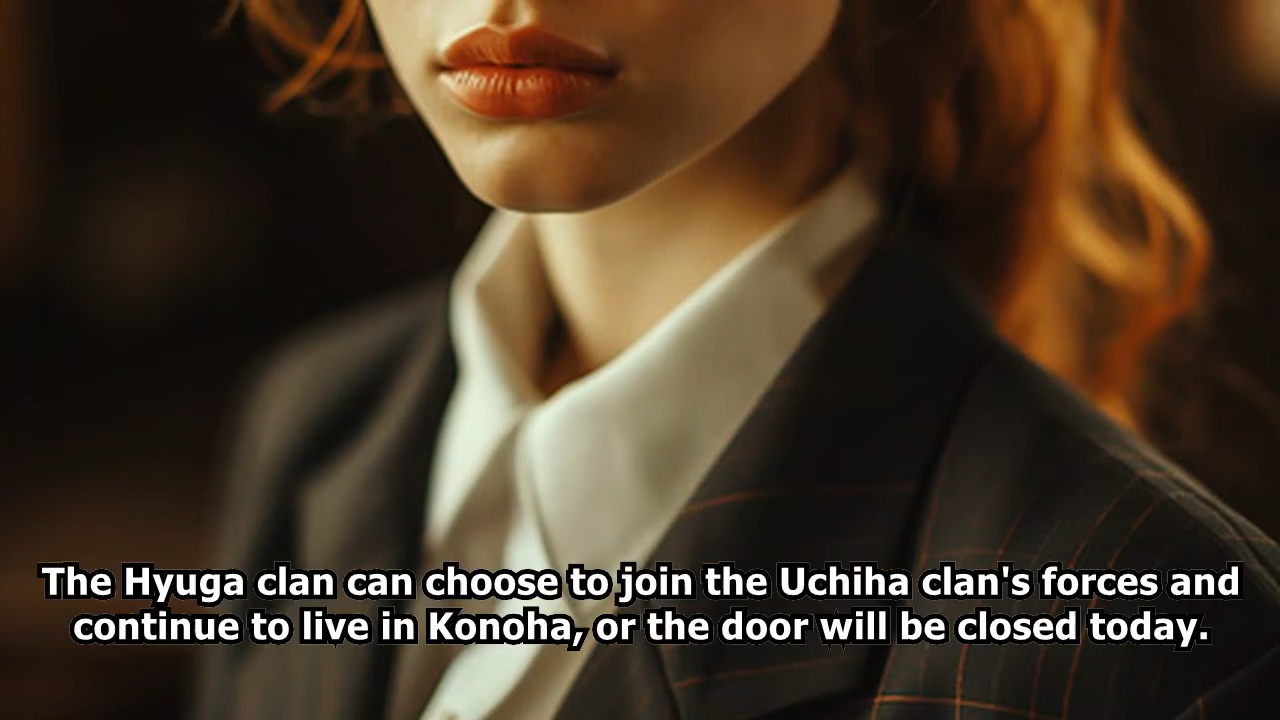 The Hyuga clan can choose to join the Uchiha clan's forces and
continue to live in Konoha, or the door will be closed today.